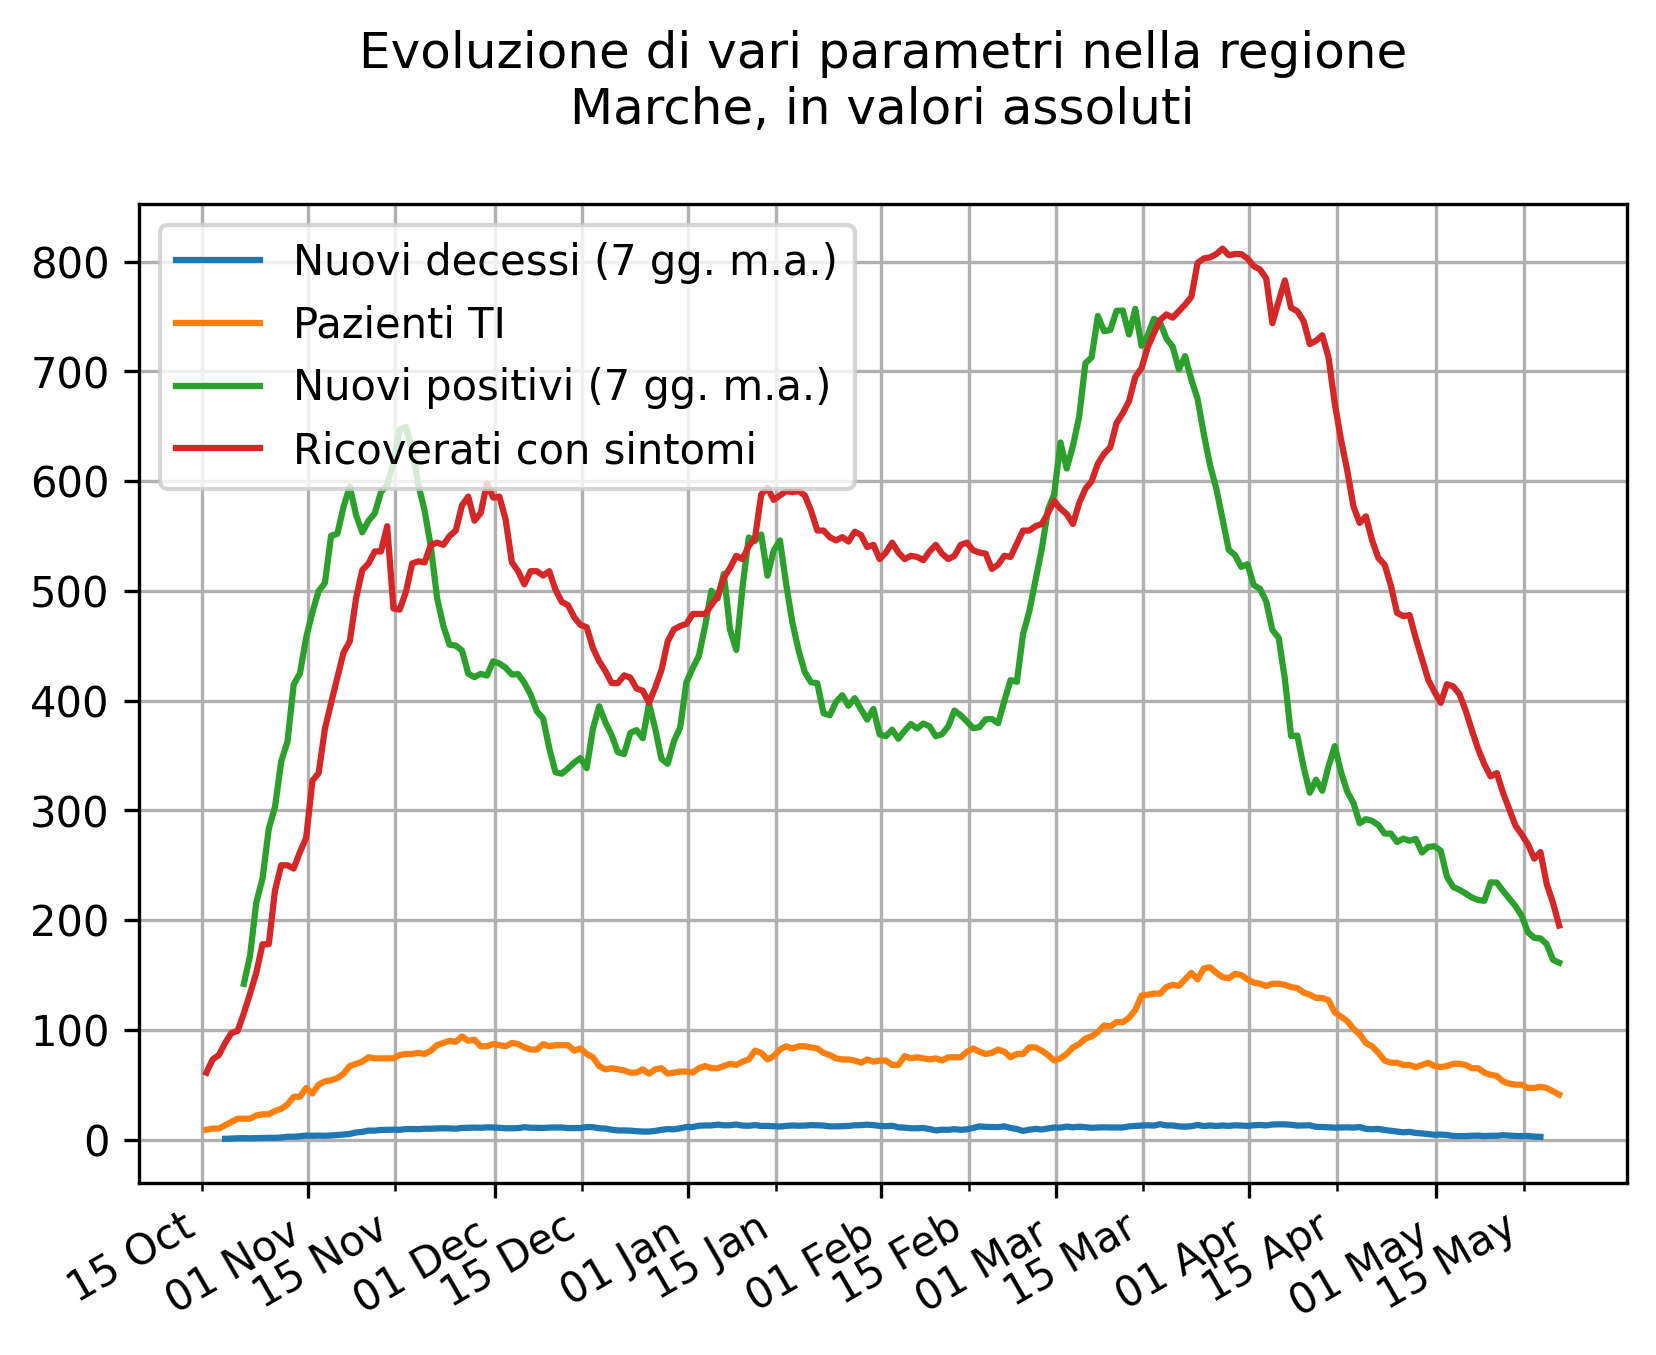 Evoluzione di vari parametri nella regione
Marche, in valori assoluti
Nuovi decessi (7 gg. m.a.)
Pazienti TI
Nuovi positivi (7 gg. m.a.)
Ricoverati con sintomi
800
700
600
500
400
300
200
100
0
15 Oct
01 Nov
15 Nov
01 Dec
15 Dec
01 Jan
15 Jan
01 Feb
15 Feb
01 Mar
15 Mar
01 Apr
15 Apr
01 May
15 May